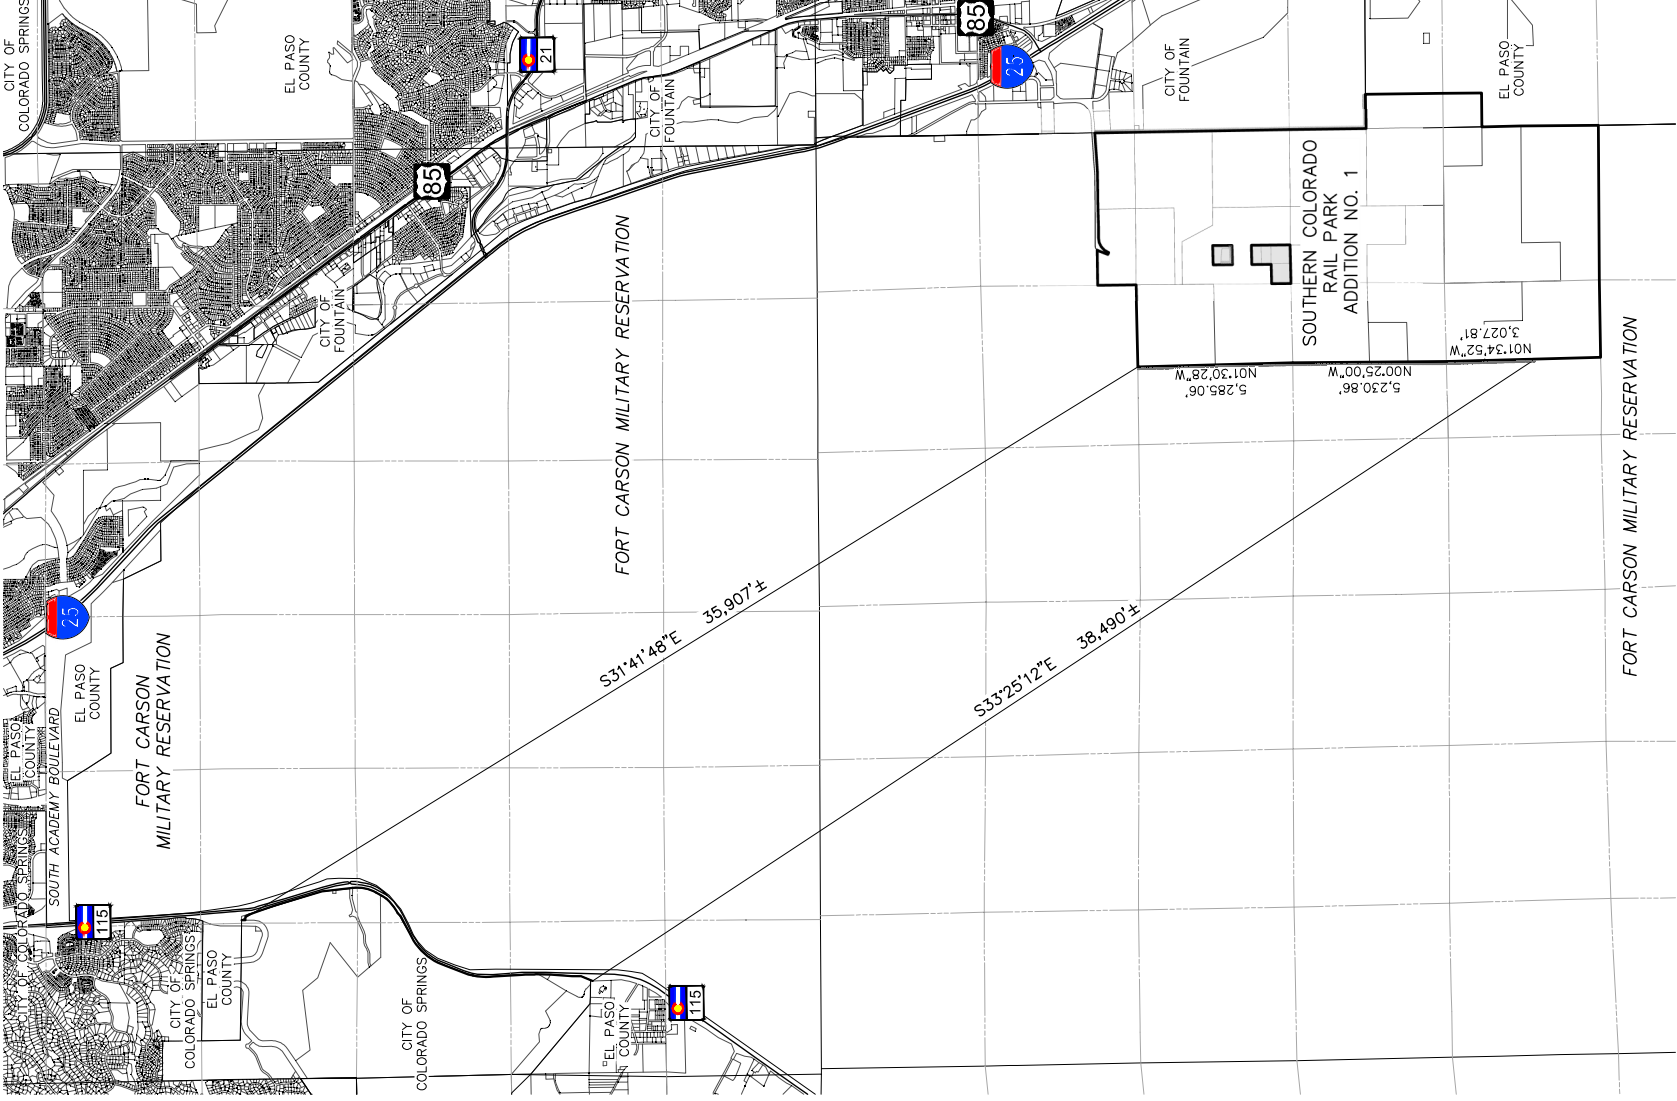 CITY OF
COLORADO SPRINGS
EL PASO
COUNTY
21
85
25
CITY OF
FOUNTAIN
CITY OF
FOUNTAIN
EL PASO
COUNTY
85
CITY OF
FOUNTAIN
FORT CARSON MILITARY RESERVATION
SOUTHERN COLORADO
RAIL PARK
ADDITION NO. 1
N01°30'28"W
5,285.06'
N00°25'00"W
5,230.86'
N01°34'52"W
3,027.81'
FORT CARSON MILITARY RESERVATION
25
EL PASO
COUNTY
FORT CARSON
MILITARY RESERVATION
S31°41'48"E 35,907'±
S33°25'12"E 38,490'±
EL PASO
COUNTY
SOUTH ACADEMY BOULEVARD
CITY OF COLORADO SPRINGS
115
CITY OF
COLORADO SPRINGS
EL PASO
COUNTY
CITY OF
COLORADO SPRINGS
EL PASO
COUNTY
115